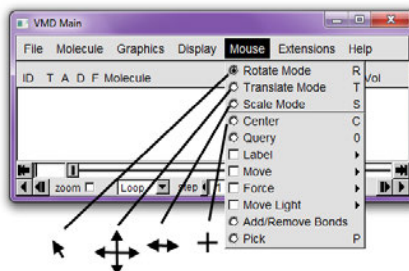 VMD Main
File Molecule Graphics Display Mouse Extensions Help
ID T A D F Molecule Vol
Rotate Mode R
Translate Mode T
Scale Mode S
Center C
Query 0
Label
Move
Force
Move Light
Add/Remove Bonds
Pick P
zoom Loop step 1